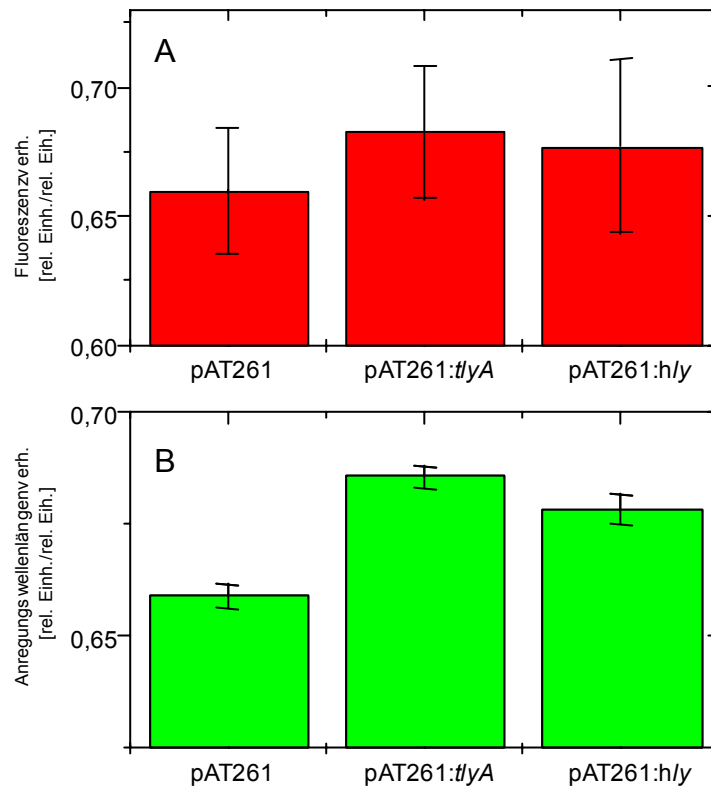 A
0,70
0,65
0,60
Fluoreszenzverh.
[rel. Einh./rel. Eih.]
pAT261 pAT261:tlyA pAT261:hly
B
0,70
0,65
Anregungswellenlängenverh.
[rel. Einh./rel. Eih.]
pAT261 pAT261:tlyA pAT261:hly